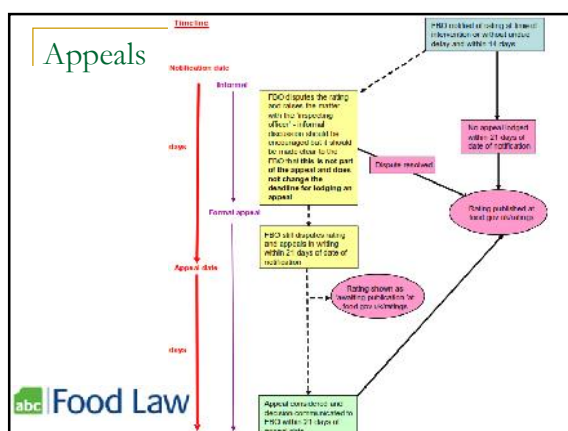 Appeals
Timeline
Notification date
Informal
days
Formal appeal
Appeal date
days
FBO notified of rating at time of
intervention or without undue
delay and within 14 days
FBO disputes the rating
and raises the matter
with the 'inspecting
officer' - informal
discussion should be
encouraged but it should
be made clear to the
FBO that this is not
part of the appeal and does
not change the
deadline for lodging an
appeal
No appeal lodged
within 21 days of
date of notification
Dispute resolved
Rating published at
food.gov.uk/ratings
FBO still disputes rating
and appeals in writing
within 21 days of date of
notification
Rating shown as
'awaiting publication' at
food.gov.uk/ratings
Appeal considered and
decision communicated to
FBO within 21 days of
abc Food Law